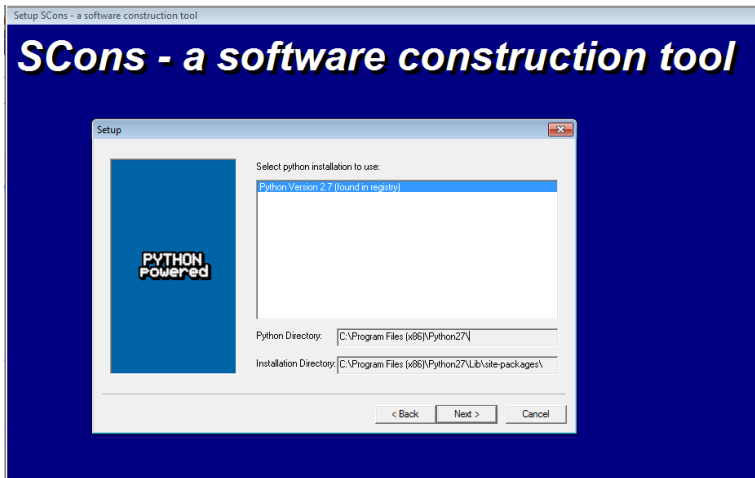 Setup SCons - a software construction tool
SCons - a software construction tool
Setup
Select python installation to use:
Python Version 2.7 (found in registry)
PYTHON
Powered
Python Directory: C:\Program Files (x86)\Python27\
Installation Directory: C:\Program Files (x86)\Python27\Lib\site-packages\
< Back Next > Cancel